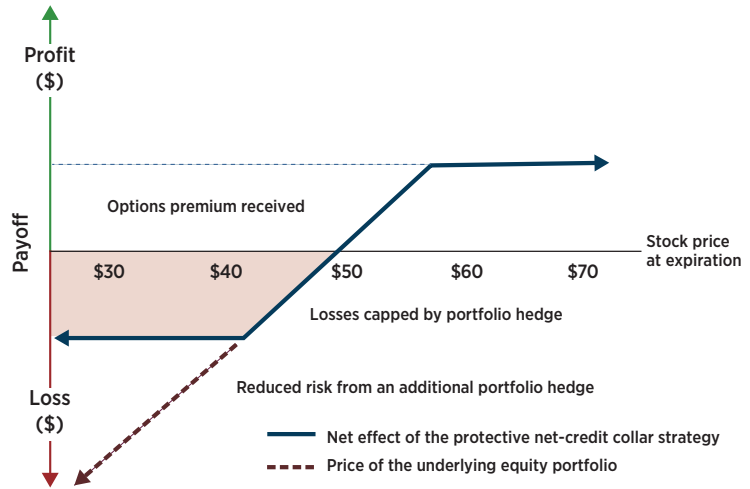 Profit
($)
Options premium received
Payoff
Stock price
at expiration
$30 $40 $50 $60 $70
Losses capped by portfolio hedge
Reduced risk from an additional portfolio hedge
Loss
($)
Net effect of the protective net-credit collar strategy
Price of the underlying equity portfolio